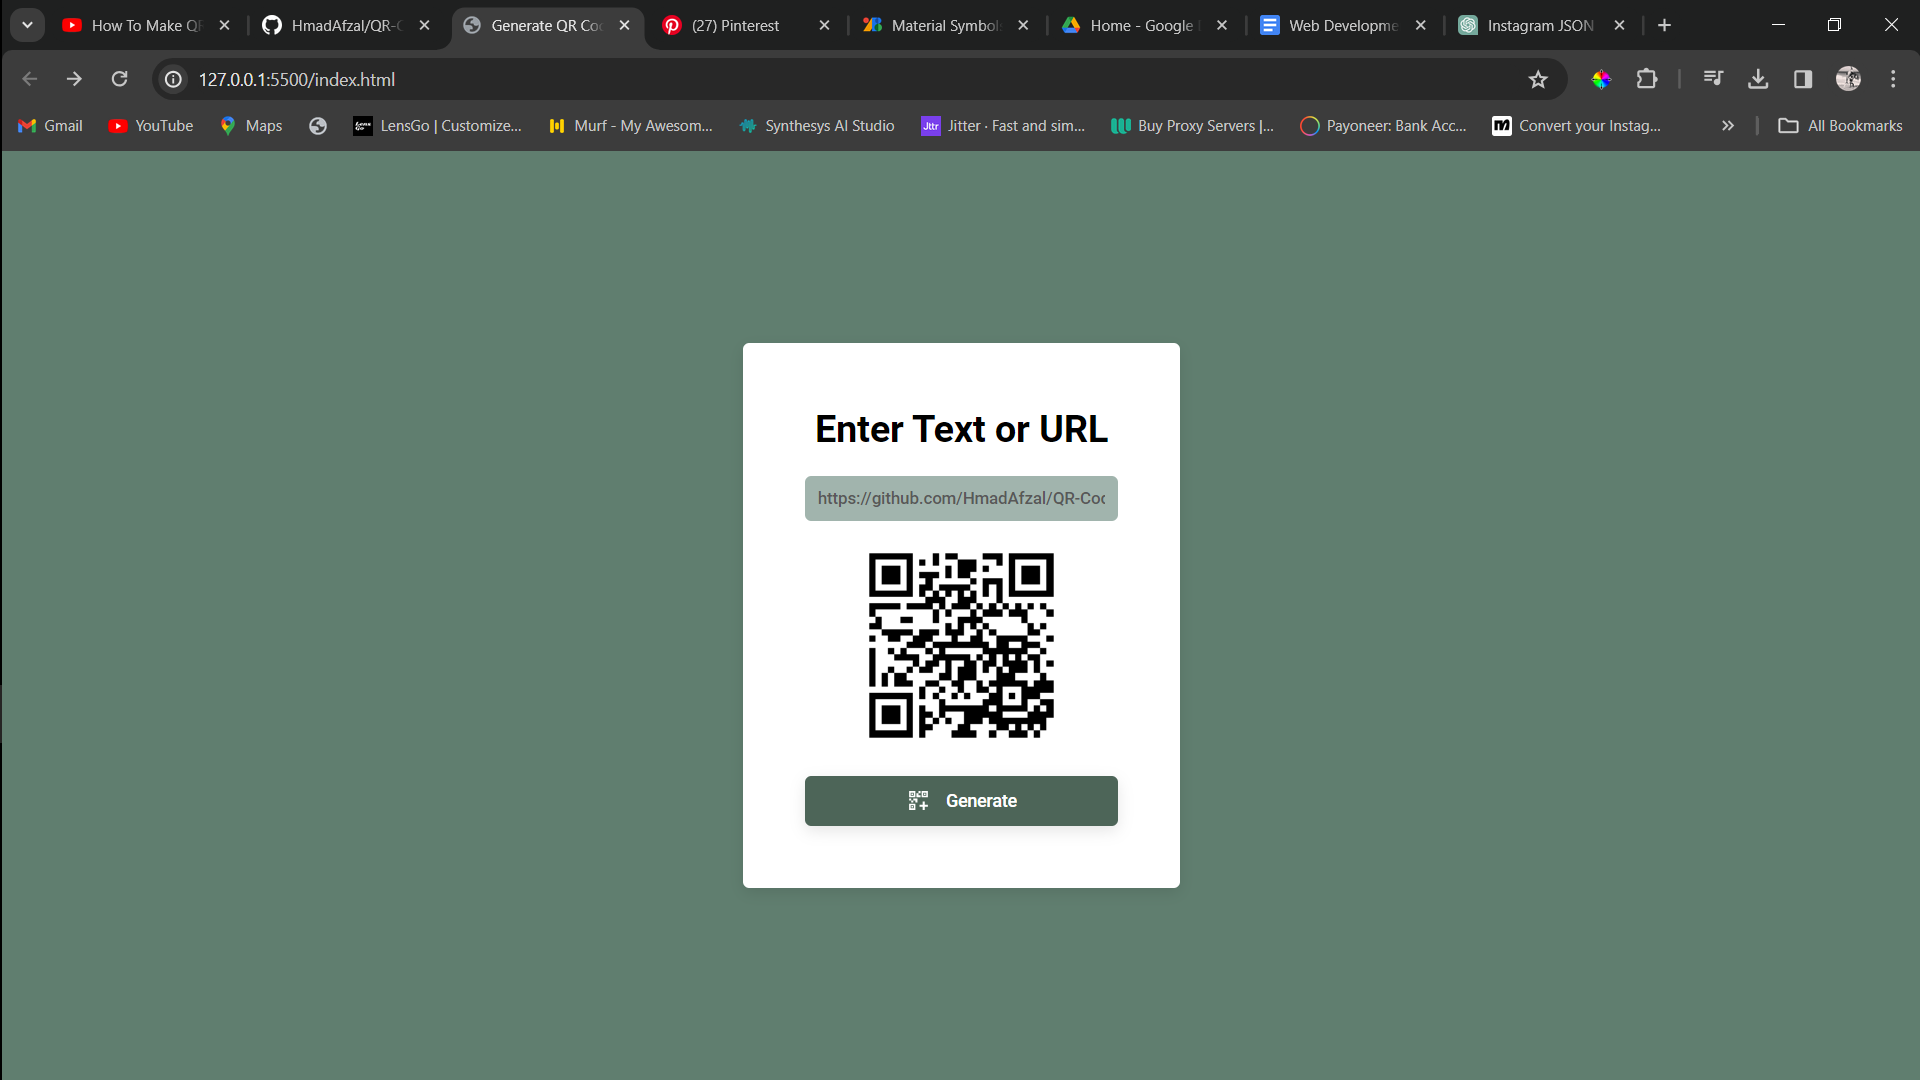 How To Make QR
HmadAfzal/QR-C
Generate QR Co
(27) Pinterest
Material Symbol
Home - Google
Web Developme
Instagram JSON
127.0.0.1:5500/index.html
Gmail
YouTube
Maps
LensGo | Customize...
Murf - My Awesom...
Synthesys AI Studio
Jitter · Fast and sim...
Buy Proxy Servers |...
Payoneer: Bank Acc...
Convert your Instag...
All Bookmarks
Enter Text or URL
https://github.com/HmadAfzal/QR-Coc
Generate